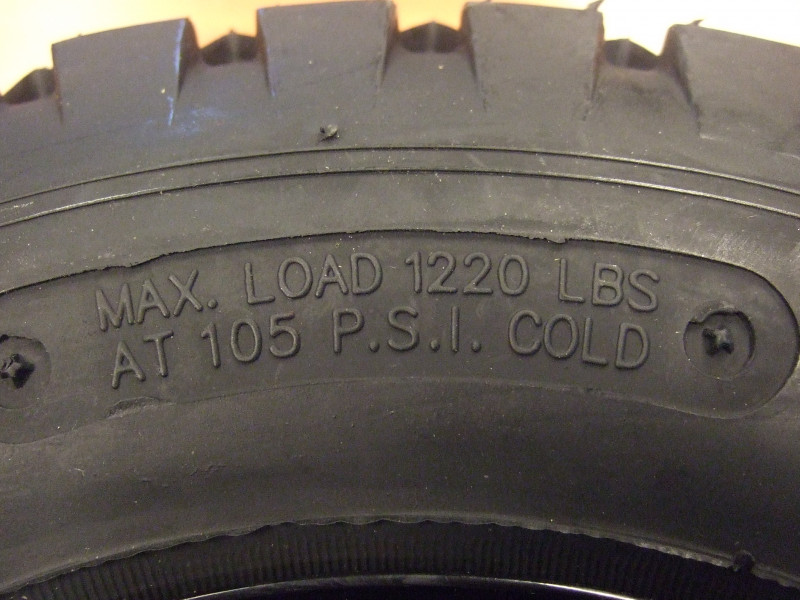 MAX. LOAD 1220 LBS
AT 105 P.S.I. COLD